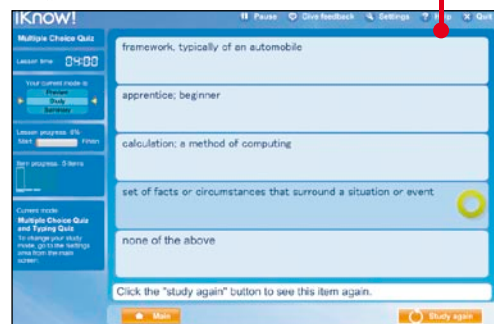 iKnow!
Pause Give feedback Settings Help Quit
Multiple Choice Quiz
Lesson time 04:00
Your current mode is
Preview
Study
Summary
Lesson progress 6%
Start Finish
Item progress 5 items
Current mode
Multiple Choice Quiz
and Typing Quiz
To change your study
mode, go to the Settings
area from the main
screen.
framework, typically of an automobile
apprentice; beginner
calculation; a method of computing
set of facts or circumstances that surround a situation or event
none of the above
Click the "study again" button to see this item again.
Main
Study again